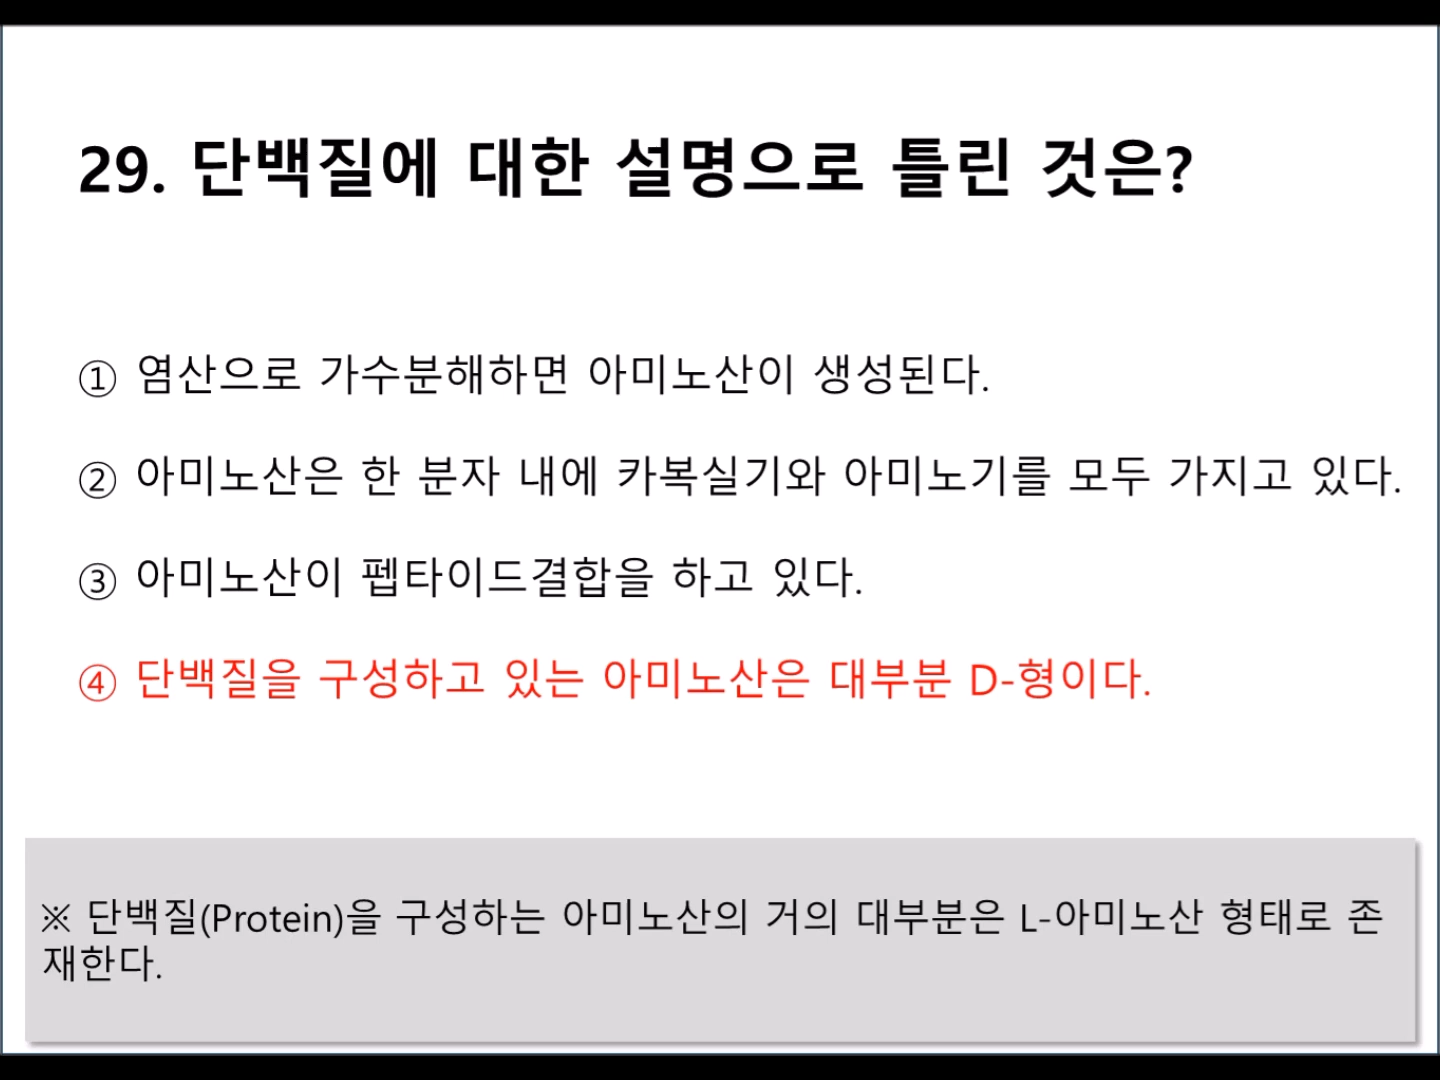 29. 단백질에 대한 설명으로 틀린 것은?
① 염산으로 가수분해하면 아미노산이 생성된다.
② 아미노산은 한 분자 내에 카복실기와 아미노기를 모두 가지고 있다.
③ 아미노산이 펩타이드결합을 하고 있다.
④ 단백질을 구성하고 있는 아미노산은 대부분 D-형이다.
※ 단백질(Protein)을 구성하는 아미노산의 거의 대부분은 L-아미노산 형태로 존
재한다.